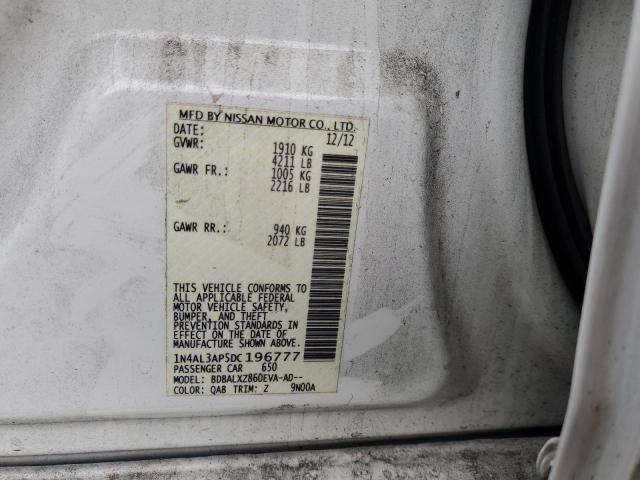 MFD BY NISSAN MOTOR CO., LTD.
DATE: 12/12
GVWR: 1910 KG
4211 LB
GAWR FR.: 1005 KG
2216 LB
GAWR RR.: 940 KG
2072 LB
THIS VEHICLE CONFORMS TO
ALL APPLICABLE FEDERAL
MOTOR VEHICLE SAFETY,
BUMPER, AND THEFT
PREVENTION STANDARDS IN
EFFECT ON THE DATE OF
MANUFACTURE SHOWN ABOVE.
1N4AL3AP5DC196777
PASSENGER CAR 650
MODEL: BDBALXZ860EVA-AD--
COLOR: QAB TRIM: Z 9N00A